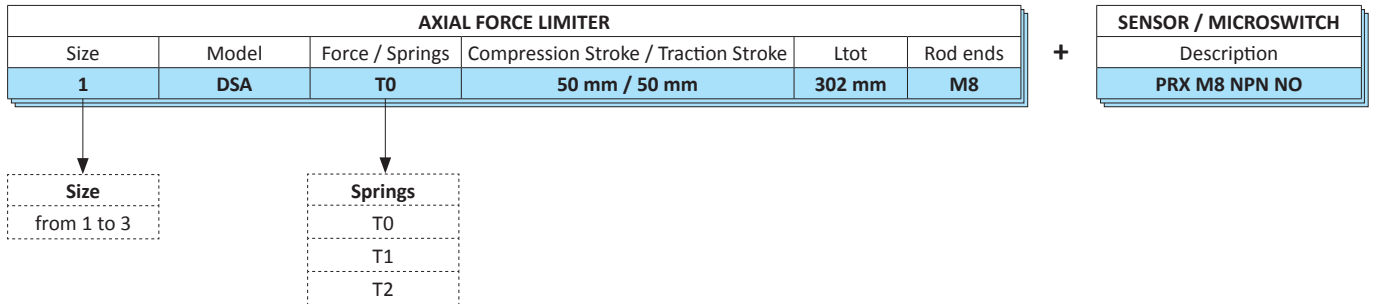 AXIAL FORCE LIMITER
SENSOR / MICROSWITCH
Size Model Force / Springs Compression Stroke / Traction Stroke Ltot Rod ends
+
Description
1 DSA T0 50 mm / 50 mm 302 mm M8
PRX M8 NPN NO
Size
from 1 to 3
Springs
T0
T1
T2